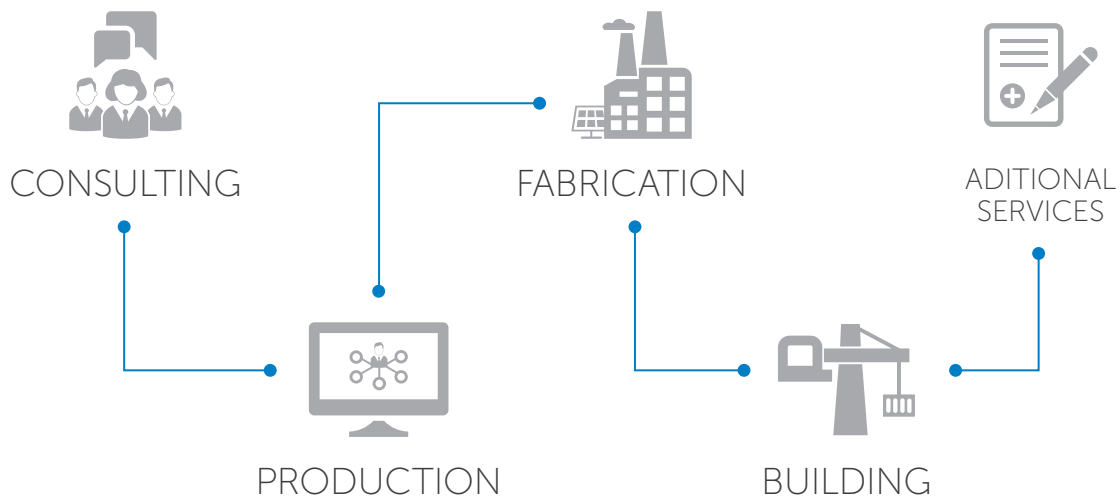 CONSULTING
FABRICATION
ADITIONAL
SERVICES
PRODUCTION
BUILDING